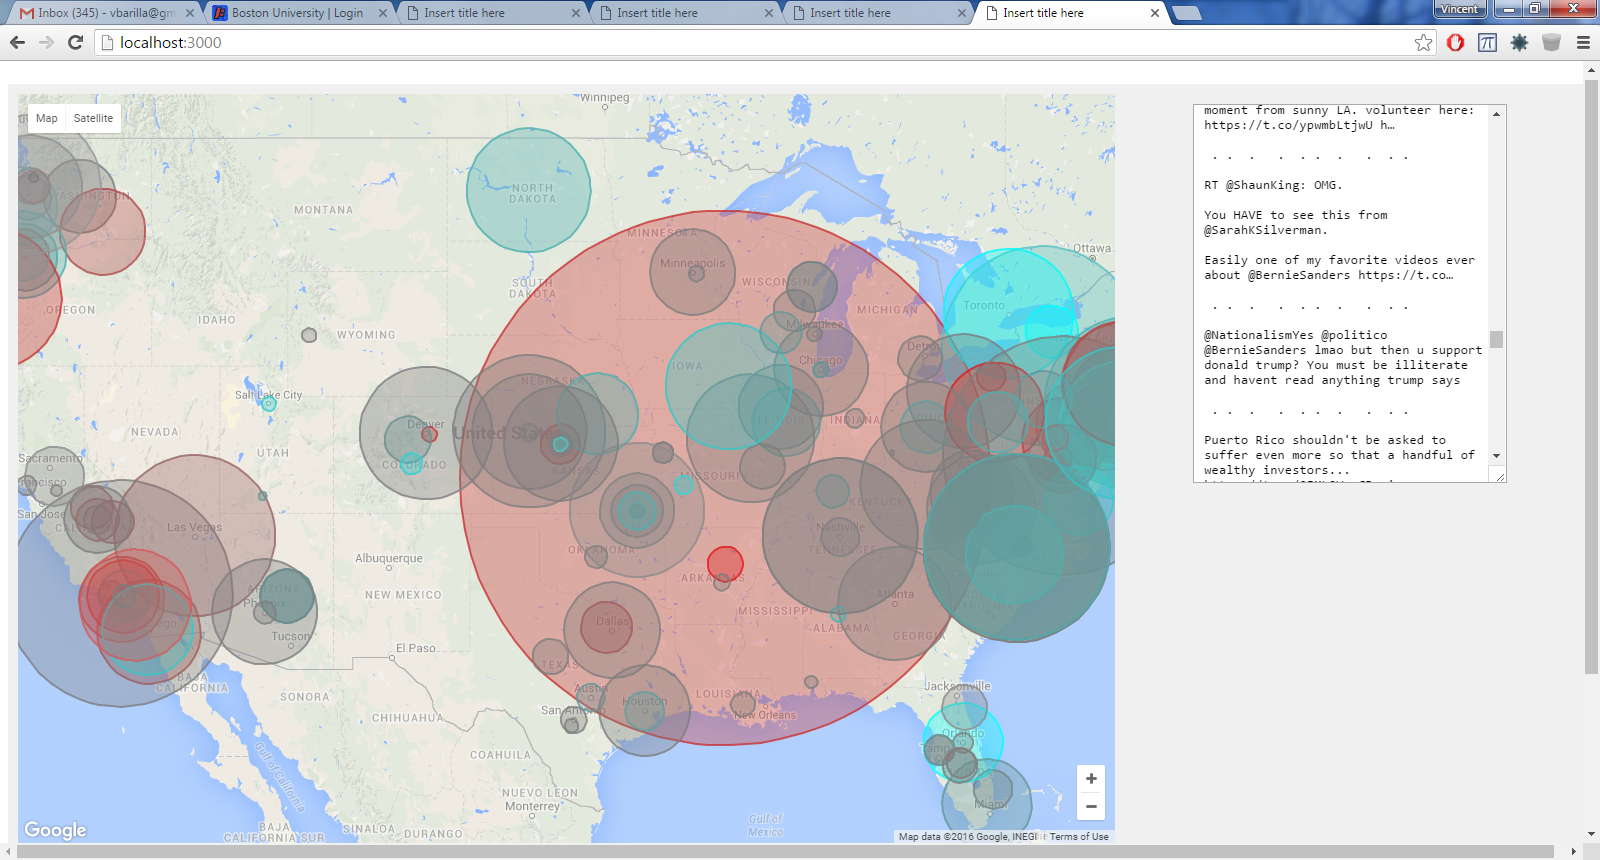 Inbox (345) - vbarilla@gm
Boston University | Login
Insert title here
Insert title here
Insert title here
Insert title here
Vincent
localhost:3000
Map
Satellite
Winnipeg
WASHINGTON
MONTANA
NORTH
DAKOTA
MINNESOTA
Ottawa
Minneapolis
WISCONSIN
SOUTH
DAKOTA
OREGON
IDAHO
WYOMING
Toronto
MICHIGAN
Milwaukee
Detroit
Chicago
IOWA
NEBRASKA
Salt Lake City
ILLINOIS
INDIANA
Denver
United States
NEVADA
UTAH
COLORADO
KANSAS
MISSOURI
Sacramento
San Jose
KENTUCKY
Las Vegas
Nashville
TENNESSEE
OKLAHOMA
Albuquerque
ARKANSAS
NEW MEXICO
ARIZONA
Phoenix
Atlanta
MISSISSIPPI
Dallas
ALABAMA
GEORGIA
Tucson
El Paso
TEXAS
BAJA
CALIFORNIA
SONORA
Jacksonville
LOUISIANA
Austin
Houston
San Antonio
New Orleans
CHIHUAHUA
Orlando
Gulf of California
COAHUILA
NUEVO LEON
Monterrey
Miami
Gulf of
Mexico
BAJA
CALIFORNIA SUR
SINALOA
DURANGO
Google
+
−
Map data ©2016 Google, INEGI
Terms of Use
moment from sunny LA. volunteer here:
https://t.co/ypwmbLtjwU h…
. . . . . . . . . . .
RT @ShaunKing: OMG.
You HAVE to see this from
@SarahKSilverman.
Easily one of my favorite videos ever
about @BernieSanders https://t.co…
. . . . . . . . . . .
@NationalismYes @politico
@BernieSanders lmao but then u support
donald trump? You must be illiterate
and havent read anything trump says
. . . . . . . . . . .
Puerto Rico shouldn't be asked to
suffer even more so that a handful of
wealthy investors...